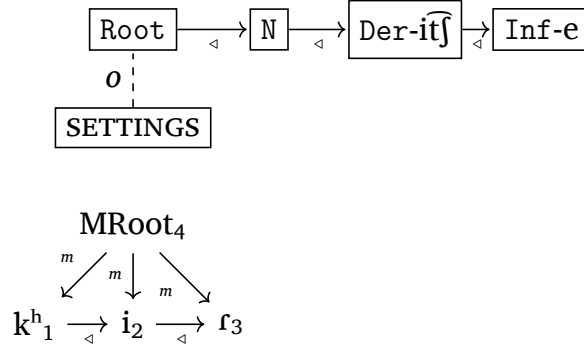 Root N Der-it͡ʃ Inf-e
◁ ◁ ◁
o
SETTINGS
MRoot₄
m m m
kʰ₁ i₂ ɾ₃
◁ ◁